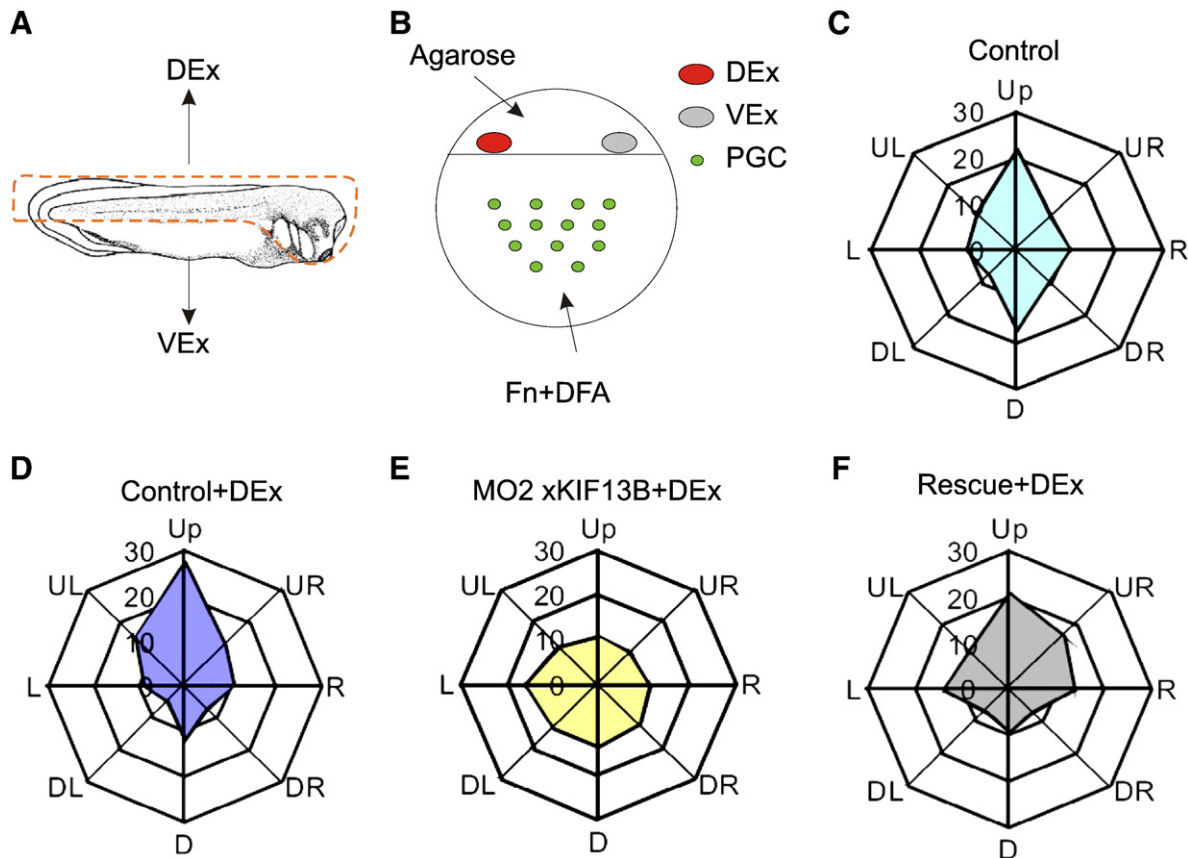 A
DEx
VEx
B
Agarose
DEx
VEx
PGC
Fn+DFA
C
Control
Up
30
UL
UR
20
10
L
0
R
DL
DR
D
D
Control+DEx
Up
30
UL
UR
20
10
L
0
R
DL
DR
D
E
MO2 xKIF13B+DEx
Up
30
UL
UR
20
10
L
0
R
DL
DR
D
F
Rescue+DEx
Up
30
UL
UR
20
10
L
0
R
DL
DR
D